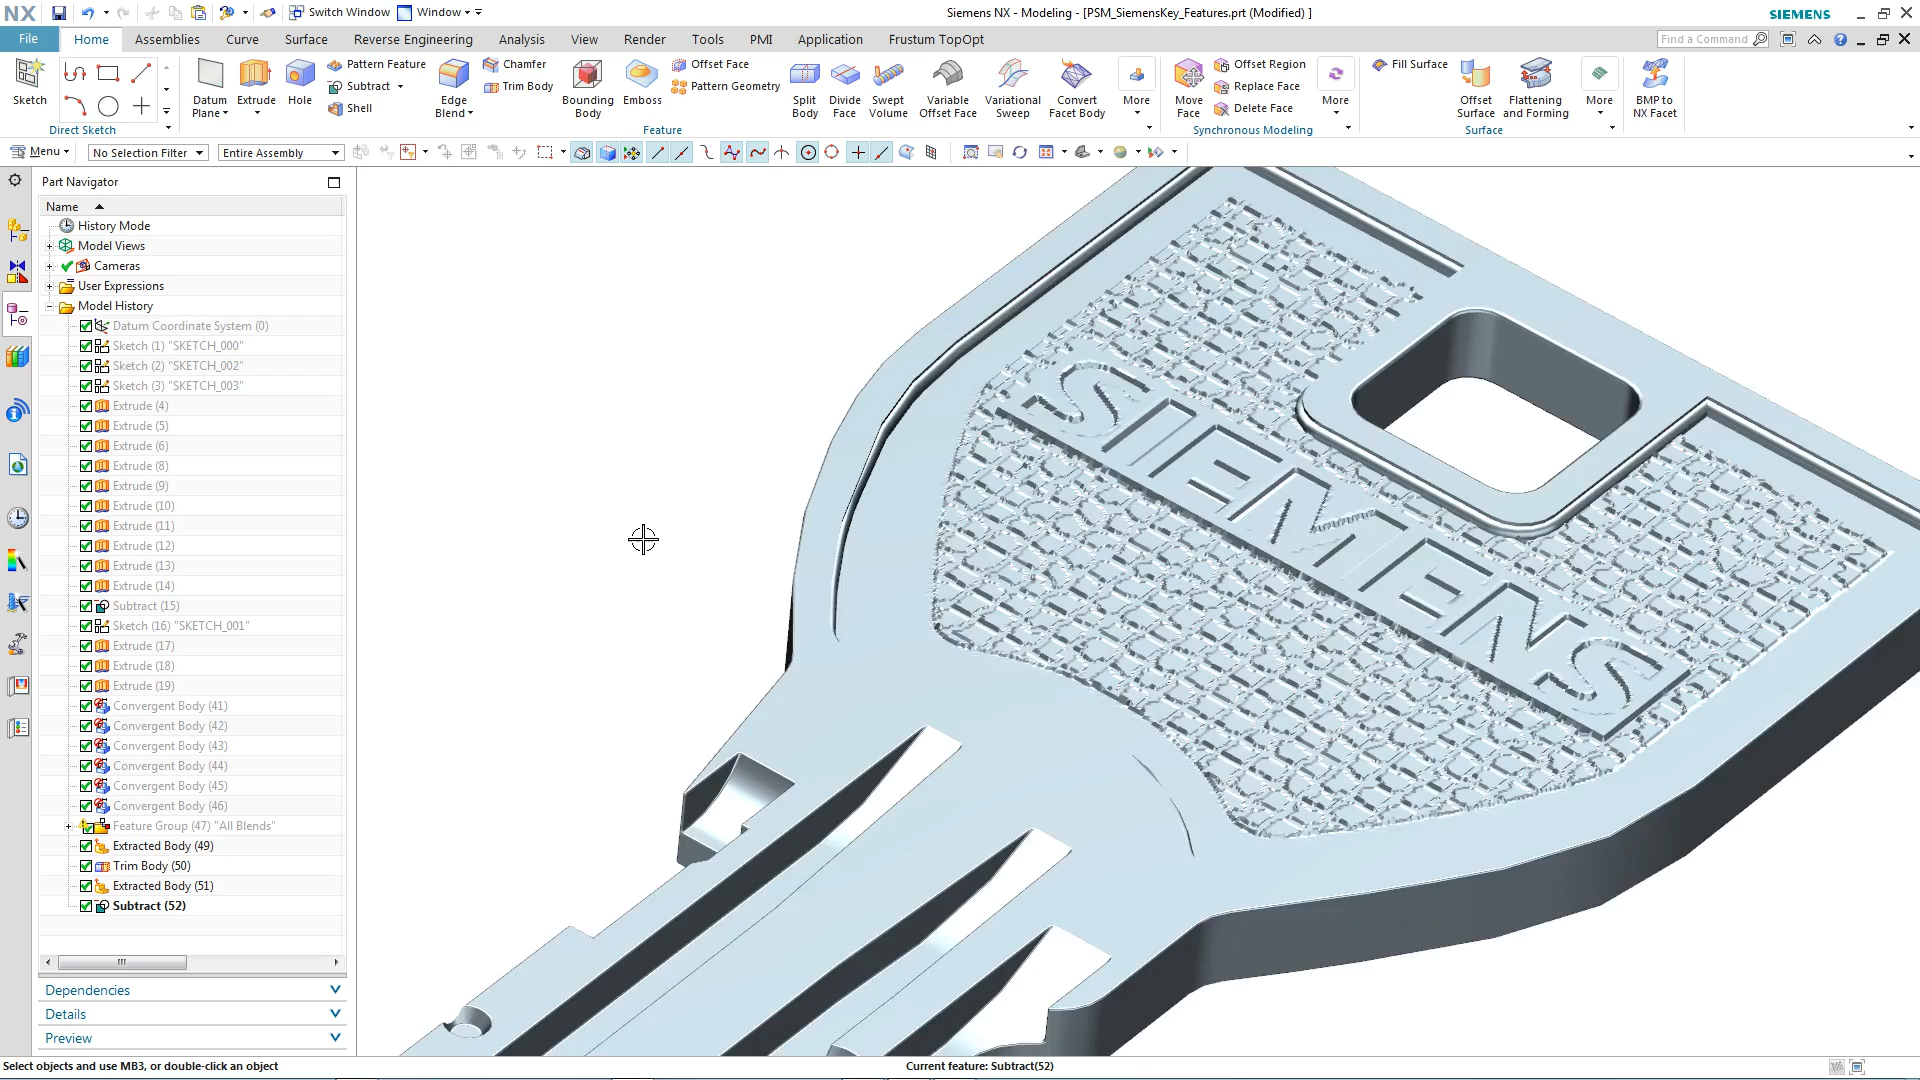 NX Switch Window Window Siemens NX - Modeling - [PSM_SiemensKey_Features.prt (Modified) ] SIEMENS
File Home Assemblies Curve Surface Reverse Engineering Analysis View Render Tools PMI Application Frustum TopOpt Find a Command
Sketch
Direct Sketch
Datum Plane
Extrude
Hole
Pattern Feature
Subtract
Shell
Edge Blend
Chamfer
Trim Body
Bounding Body
Emboss
Offset Face
Pattern Geometry
Split Body
Divide Face
Swept Volume
Variable Offset Face
Variational Sweep
Convert Facet Body
More
Feature
Move Face
Offset Region
Replace Face
Delete Face
More
Synchronous Modeling
Fill Surface
Offset Surface
Flattening and Forming
More
Surface
BMP to NX Facet
Menu No Selection Filter Entire Assembly
Part Navigator
Name
History Mode
Model Views
Cameras
User Expressions
Model History
Datum Coordinate System (0)
Sketch (1) "SKETCH_000"
Sketch (2) "SKETCH_002"
Sketch (3) "SKETCH_003"
Extrude (4)
Extrude (5)
Extrude (6)
Extrude (8)
Extrude (9)
Extrude (10)
Extrude (11)
Extrude (12)
Extrude (13)
Extrude (14)
Subtract (15)
Sketch (16) "SKETCH_001"
Extrude (17)
Extrude (18)
Extrude (19)
Convergent Body (41)
Convergent Body (42)
Convergent Body (43)
Convergent Body (44)
Convergent Body (45)
Convergent Body (46)
Feature Group (47) "All Blends"
Extracted Body (49)
Trim Body (50)
Extracted Body (51)
Subtract (52)
Dependencies
Details
Preview
SIEMENS
Select objects and use MB3, or double-click an object Current feature: Subtract(52)